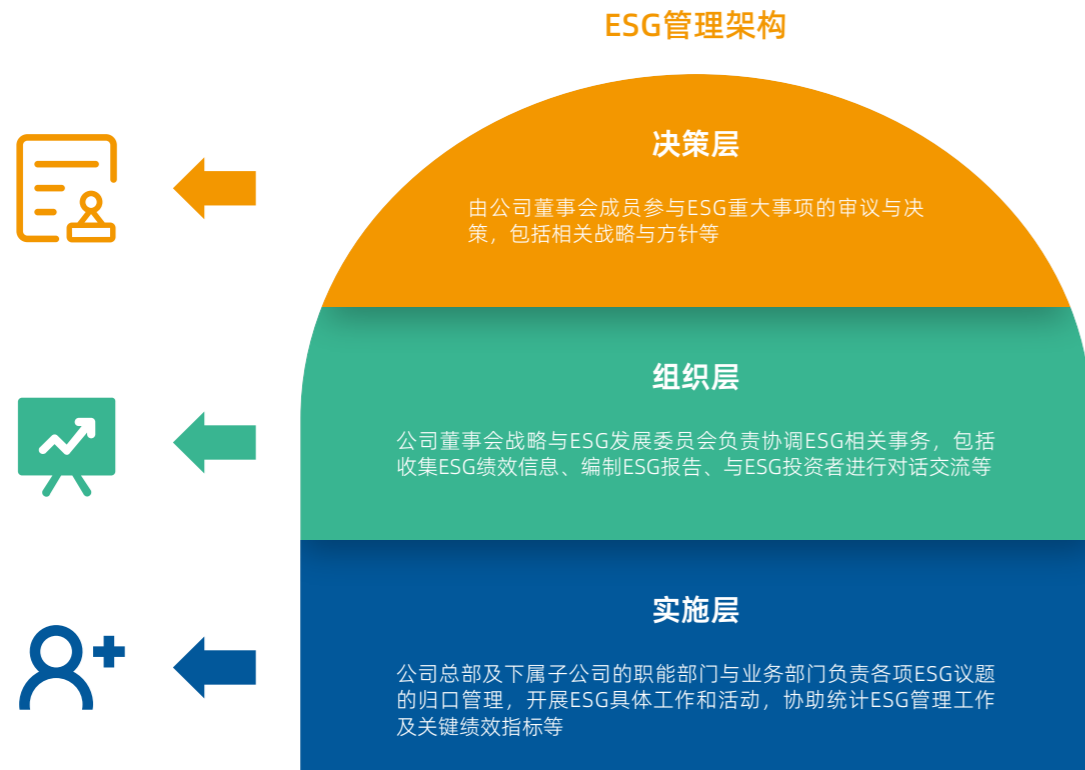 ESG管理架构
决策层
由公司董事会成员参与ESG重大事项的审议与决
策，包括相关战略与方针等
组织层
公司董事会战略与ESG发展委员会负责协调ESG相关事务，包括
收集ESG绩效信息、编制ESG报告、与ESG投资者进行对话交流等
实施层
公司总部及下属子公司的职能部门与业务部门负责各项ESG议题
的归口管理，开展ESG具体工作和活动，协助统计ESG管理工作
及关键绩效指标等